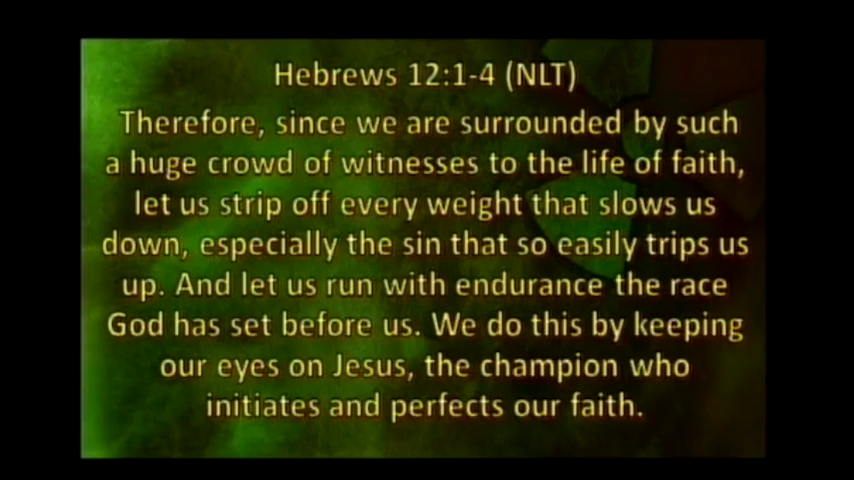 Hebrews 12:1-4 (NLT)
Therefore, since we are surrounded by such
a huge crowd of witnesses to the life of faith,
let us strip off every weight that slows us
down, especially the sin that so easily trips us
up. And let us run with endurance the race
God has set before us. We do this by keeping
our eyes on Jesus, the champion who
initiates and perfects our faith.